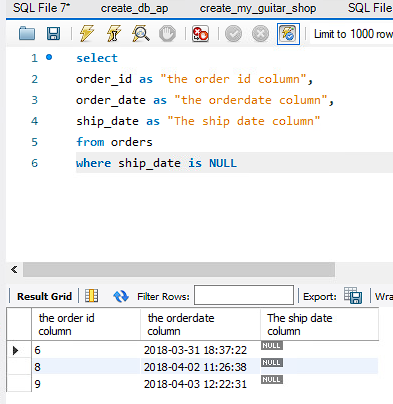 SQL File 7* create_db_ap create_my_guitar_shop SQL File
Limit to 1000 row
1 select
2 order_id as "the order id column",
3 order_date as "the orderdate column",
4 ship_date as "The ship date column"
5 from orders
6 where ship_date is NULL
Result Grid Filter Rows: Export: Wra
the order id column the orderdate column The ship date column
6 2018-03-31 18:37:22 NULL
8 2018-04-02 11:26:38 NULL
9 2018-04-03 12:22:31 NULL